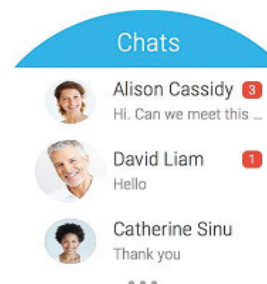 Chats
Alison Cassidy 3
Hi. Can we meet this ...
David Liam 1
Hello
Catherine Sinu
Thank you